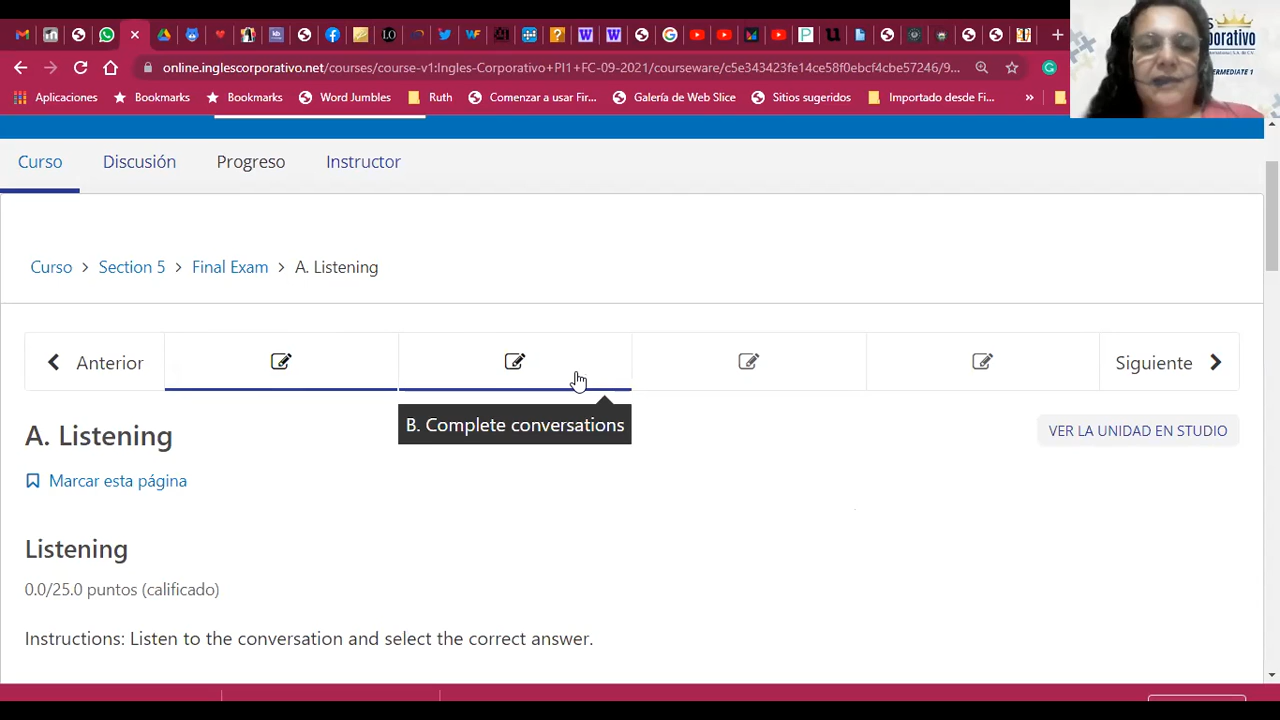 online.inglescorporativo.net/courses/course-v1:Ingles-Corporativo+PI1+FC-09-2021/courseware/c5e343423fe14ce58f0ebcf4cbe57246/9...
Aplicaciones Bookmarks Bookmarks Word Jumbles Ruth Comenzar a usar Fir... Galería de Web Slice Sitios sugeridos Importado desde Fi... »
Curso Discusión Progreso Instructor
Curso > Section 5 > Final Exam > A. Listening
Anterior Siguiente
B. Complete conversations
A. Listening
VER LA UNIDAD EN STUDIO
Marcar esta página
Listening
0.0/25.0 puntos (calificado)
Instructions: Listen to the conversation and select the correct answer.